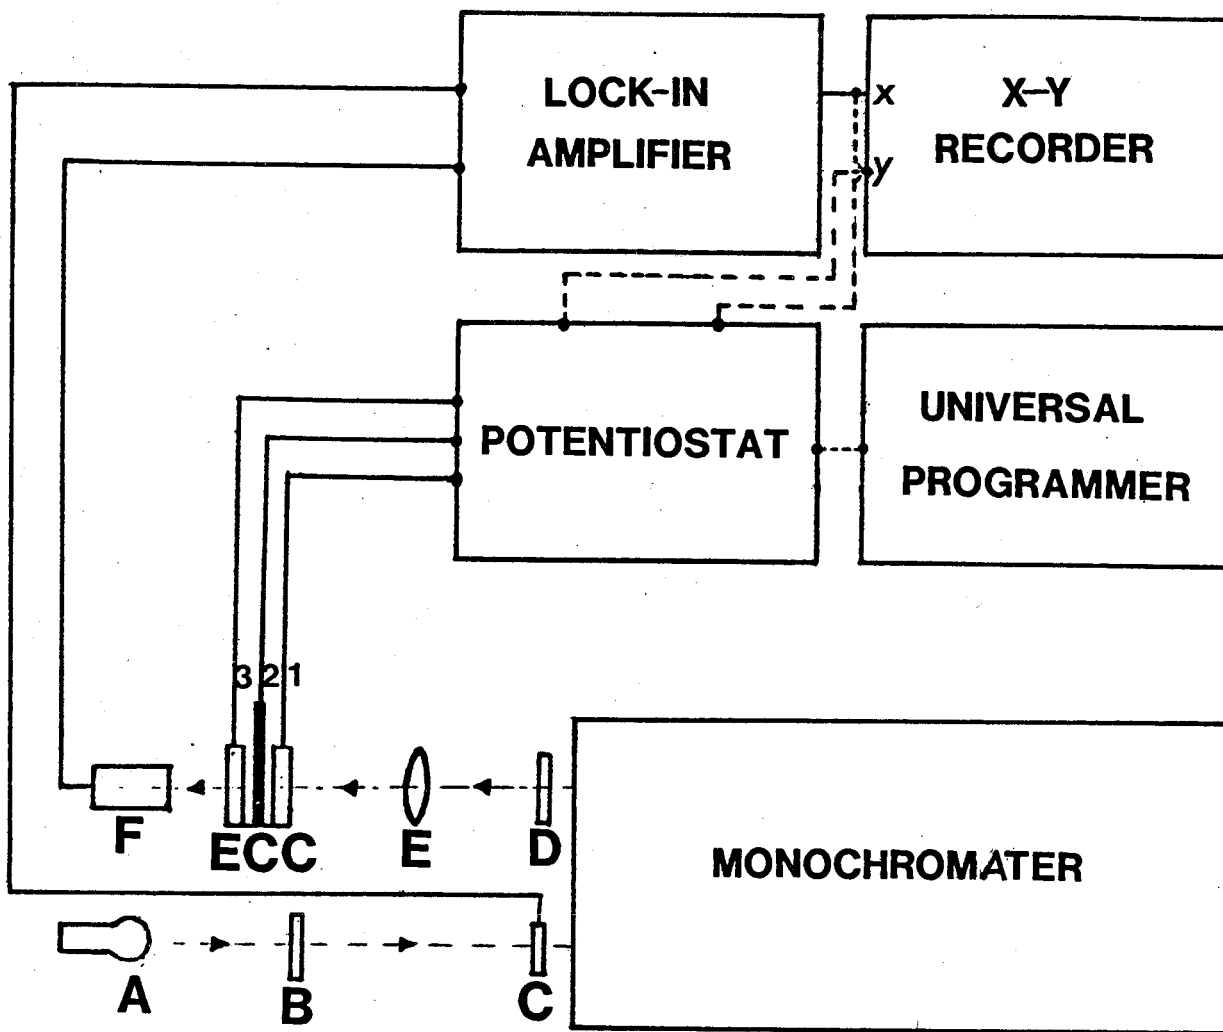 LOCK-IN
AMPLIFIER
x
y
X-Y
RECORDER
POTENTIOSTAT
UNIVERSAL
PROGRAMMER
3 2 1
F
ECC
E
D
MONOCHROMATER
A
B
C